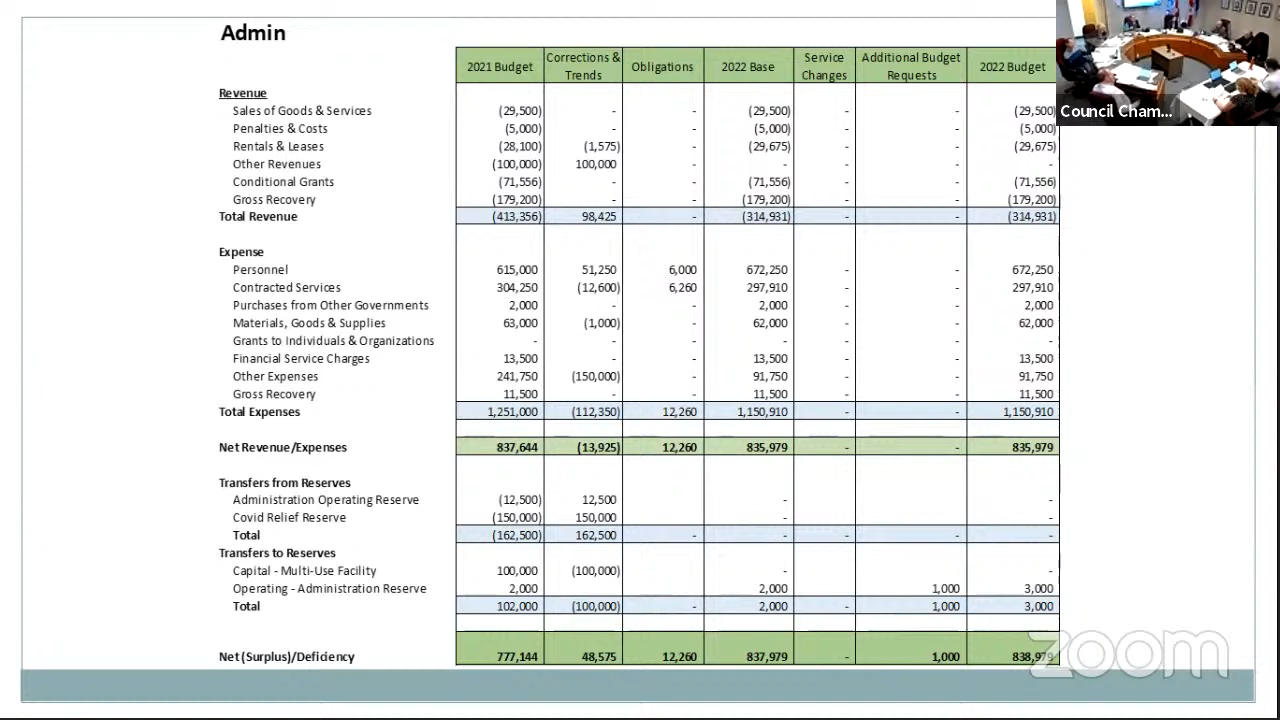 Admin
2021 Budget Corrections & Trends Obligations 2022 Base Service Changes Additional Budget Requests 2022 Budget
Revenue
Sales of Goods & Services (29,500) - - (29,500) - - (29,500)
Penalties & Costs (5,000) - - (5,000) - - (5,000)
Rentals & Leases (28,100) (1,575) - (29,675) - - (29,675)
Other Revenues (100,000) 100,000 - - - - -
Conditional Grants (71,556) - - (71,556) - - (71,556)
Gross Recovery (179,200) - - (179,200) - - (179,200)
Total Revenue (413,356) 98,425 - (314,931) - - (314,931)
Expense
Personnel 615,000 51,250 6,000 672,250 - - 672,250
Contracted Services 304,250 (12,600) 6,260 297,910 - - 297,910
Purchases from Other Governments 2,000 - - 2,000 - - 2,000
Materials, Goods & Supplies 63,000 (1,000) - 62,000 - - 62,000
Grants to Individuals & Organizations - - - - - - -
Financial Service Charges 13,500 - - 13,500 - - 13,500
Other Expenses 241,750 (150,000) - 91,750 - - 91,750
Gross Recovery 11,500 - - 11,500 - - 11,500
Total Expenses 1,251,000 (112,350) 12,260 1,150,910 - - 1,150,910
Net Revenue/Expenses 837,644 (13,925) 12,260 835,979 - - 835,979
Transfers from Reserves
Administration Operating Reserve (12,500) 12,500 - -
Covid Relief Reserve (150,000) 150,000 - -
Total (162,500) 162,500 - - - - -
Transfers to Reserves
Capital - Multi-Use Facility 100,000 (100,000) - -
Operating - Administration Reserve 2,000 2,000 1,000 3,000
Total 102,000 (100,000) - 2,000 - 1,000 3,000
Net (Surplus)/Deficiency 777,144 48,575 12,260 837,979 - 1,000 838,979
Council Cham...
zoom